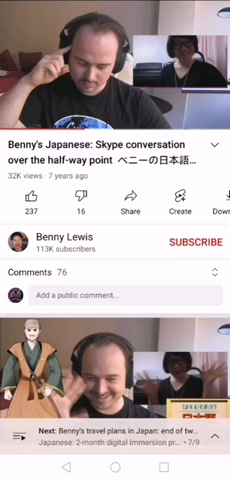 Benny's Japanese: Skype conversation
over the half-way point ベニーの日本語...
32K views · 7 years ago
237
16
Share
Create
Down
Benny Lewis
113K subscribers
SUBSCRIBE
Comments 76
Add a public comment...
Next: Benny's travel plans in Japan: end of tw...
Japanese: 2-month digital immersion pr... • 7/9